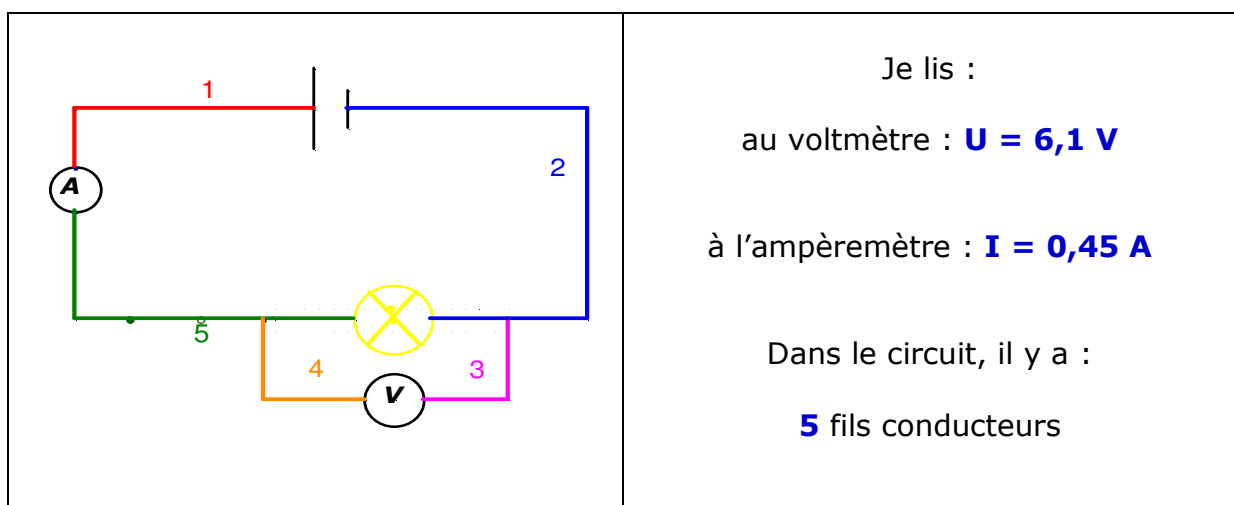 1
2
A
5
4
3
V
Je lis :
au voltmètre : U = 6,1 V
à l'ampèremètre : I = 0,45 A
Dans le circuit, il y a :
5 fils conducteurs